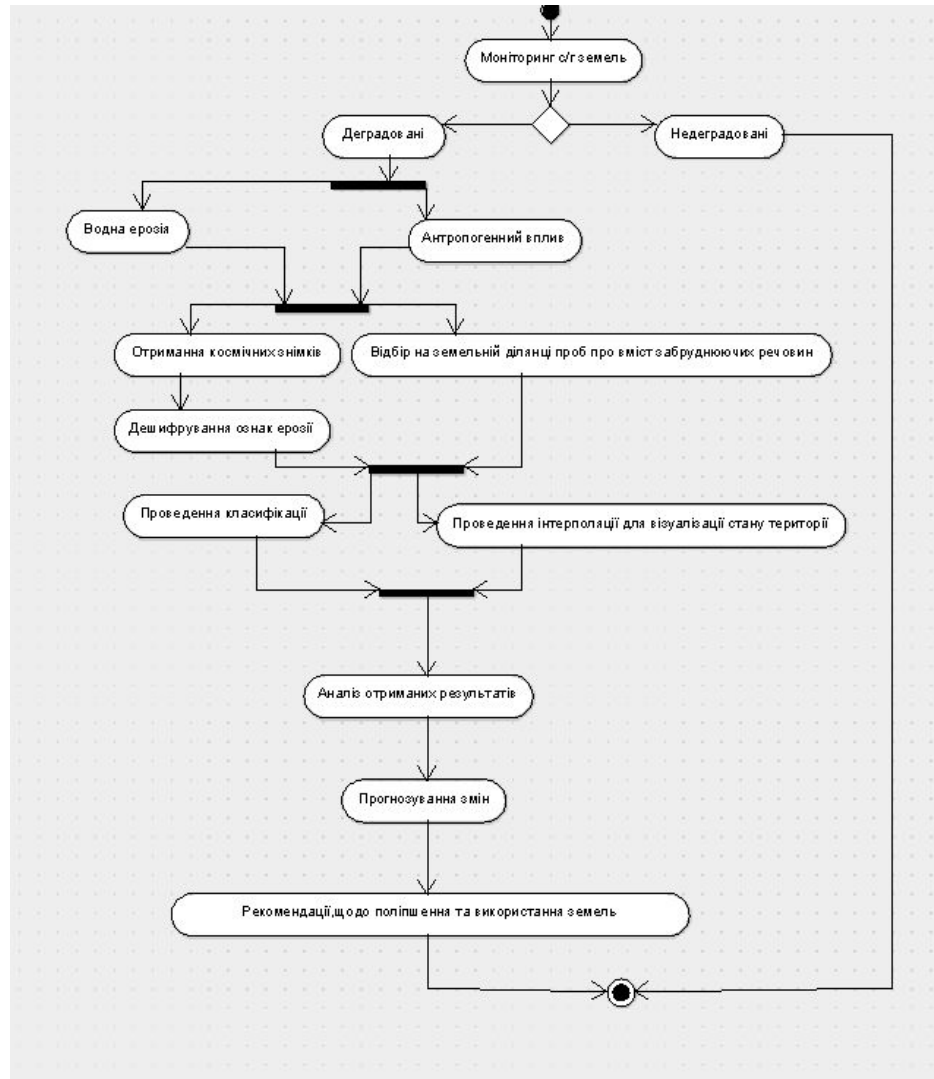 Моніторинг с/г земель
Деградовані
Недеградовані
Водна ерозія
Антропогенний вплив
Отримання космічних знімків
Відбір на земельній ділянці проб про вміст забруднюючих речовин
Дешифрування ознак ерозії
Проведення класифікації
Проведення інтерполяції для візуалізації стану території
Аналіз отриманих результатів
Прогнозування змін
Рекомендації,щодо поліпшення та використання земель